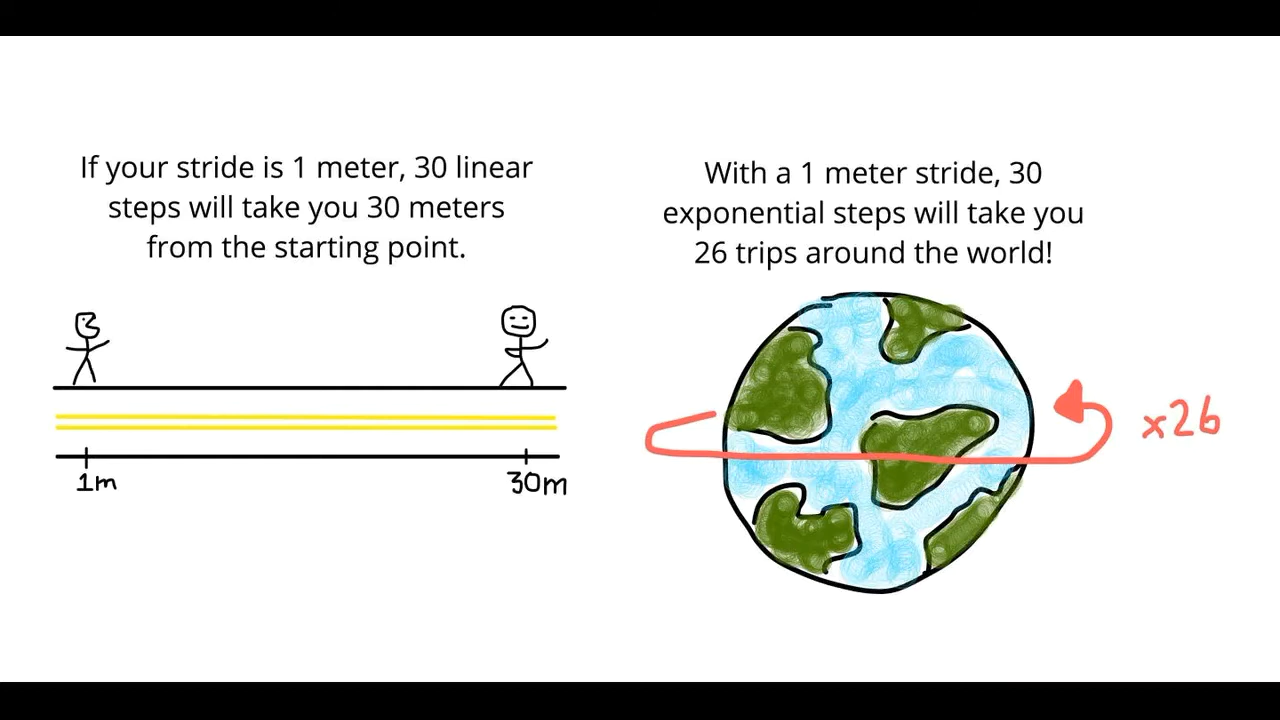 If your stride is 1 meter, 30 linear
steps will take you 30 meters
from the starting point.
With a 1 meter stride, 30
exponential steps will take you
26 trips around the world!
x26
1m
30m